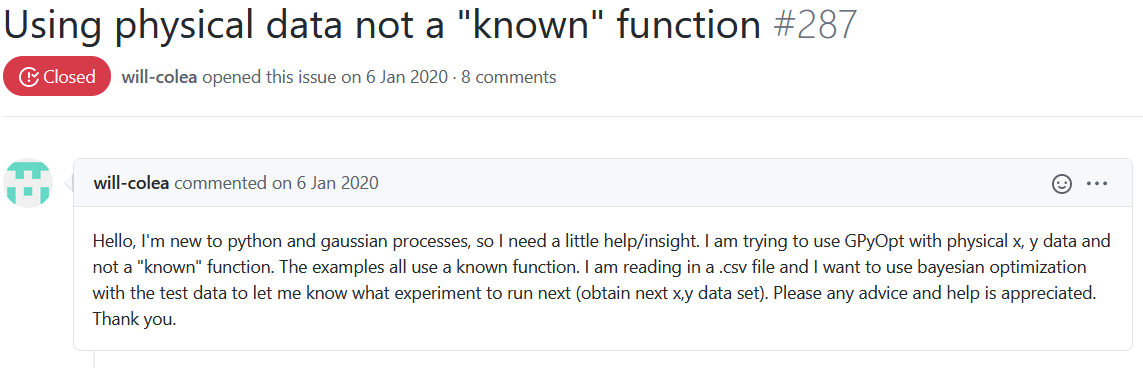 Using physical data not a "known" function #287
Closed will-colea opened this issue on 6 Jan 2020 · 8 comments
will-colea commented on 6 Jan 2020
Hello, I'm new to python and gaussian processes, so I need a little help/insight. I am trying to use GPyOpt with physical x, y data and
not a "known" function. The examples all use a known function. I am reading in a .csv file and I want to use bayesian optimization
with the test data to let me know what experiment to run next (obtain next x,y data set). Please any advice and help is appreciated.
Thank you.